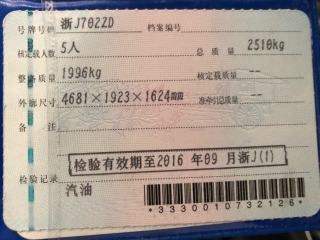 号牌号码 浙J7022D 档案编号
核定载人数 5人 总质量 2510kg
整备质量 1996kg 核定载质量 --
外廓尺寸 4681×1923×1624㎜ 准牵引总质量 --
备注
检验有效期至2016年09月浙J(1)
检验记录
汽油
*3330010732126*